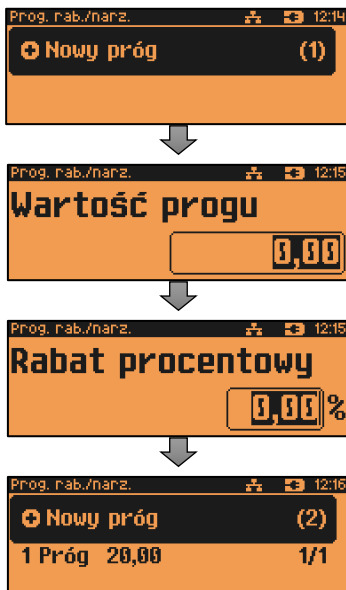 Prog. rab./narz. 12:14
Nowy próg (1)
Prog. rab./narz. 12:15
Wartość progu
0,00
Prog. rab./narz. 12:15
Rabat procentowy
0,00%
Prog. rab./narz. 12:16
Nowy próg (2)
1 Próg 20,00 1/1